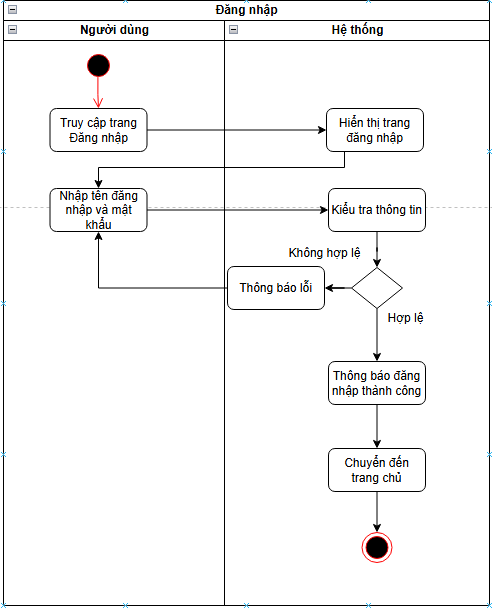 Đăng nhập
Người dùng
Hệ thống
Truy cập trang
Đăng nhập
Hiển thị trang
đăng nhập
Nhập tên đăng
nhập và mật
khẩu
Kiểu tra thông tin
Không hợp lệ
Thông báo lỗi
Hợp lệ
Thông báo đăng
nhập thành công
Chuyển đến
trang chủ